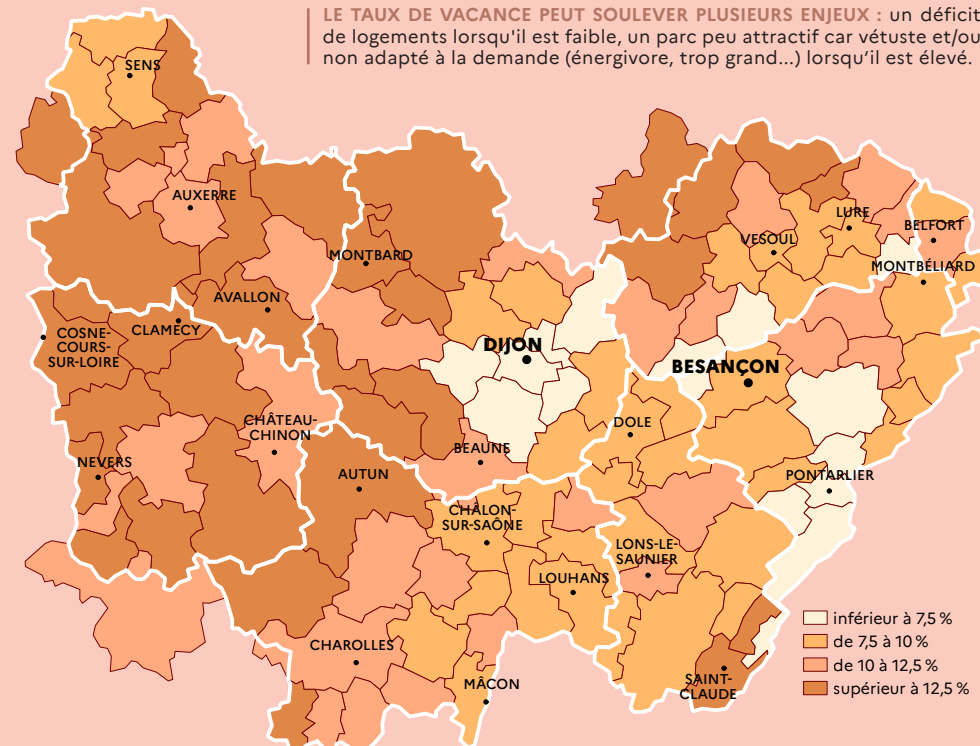 LE TAUX DE VACANCE PEUT SOULEVER PLUSIEURS ENJEUX : un déficit
de logements lorsqu'il est faible, un parc peu attractif car vétuste et/ou
non adapté à la demande (énergivore, trop grand...) lorsqu’il est élevé.
SENS
AUXERRE
MONTBARD
AVALLON
CLAMECY
COSNE-
COURS-
SUR-LOIRE
CHÂTEAU-
CHINON
NEVERS
AUTUN
BEAUNE
DIJON
BESANÇON
DOLE
VESOUL
LURE
BELFORT
MONTBÉLIARD
PONTARLIER
CHÂLON-
SUR-SAÔNE
LOUHANS
LONS-LE-
SAUNIER
CHAROLLES
MÂCON
SAINT-
CLAUDE
inférieur à 7,5 %
de 7,5 à 10 %
de 10 à 12,5 %
supérieur à 12,5 %